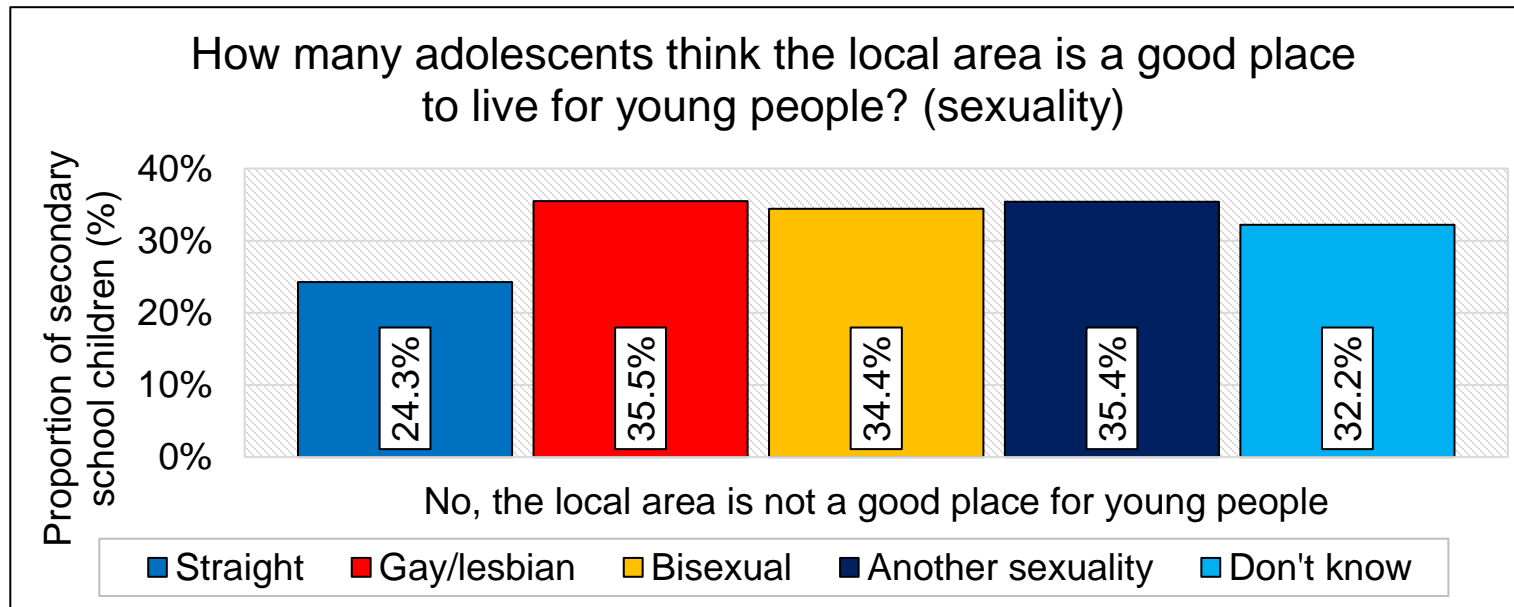 How many adolescents think the local area is a good place
to live for young people? (sexuality)
Proportion of secondary
school children (%)
40%
30%
20%
10%
0%
24.3%
35.5%
34.4%
35.4%
32.2%
No, the local area is not a good place for young people
Straight
Gay/lesbian
Bisexual
Another sexuality
Don't know